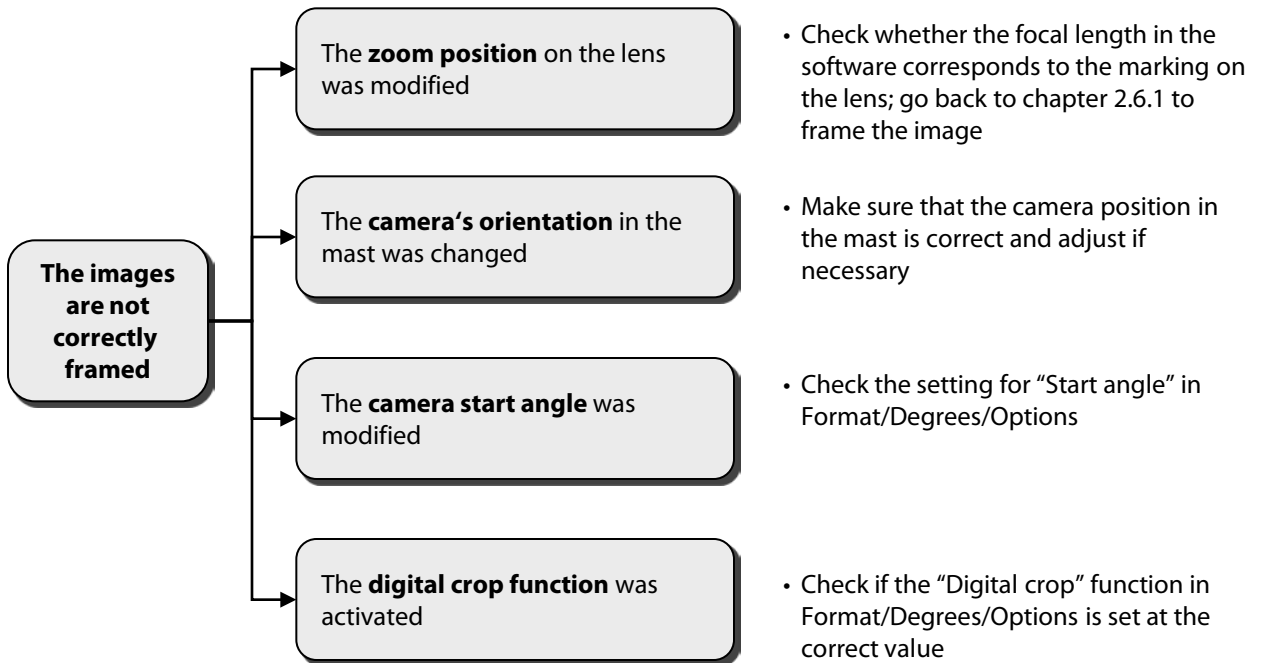 The images
are not
correctly
framed
The zoom position on the lens
was modified
• Check whether the focal length in the
software corresponds to the marking on
the lens; go back to chapter 2.6.1 to
frame the image
The camera‘s orientation in the
mast was changed
• Make sure that the camera position in
the mast is correct and adjust if
necessary
The camera start angle was
modified
• Check the setting for “Start angle” in
Format/Degrees/Options
The digital crop function was
activated
• Check if the “Digital crop” function in
Format/Degrees/Options is set at the
correct value